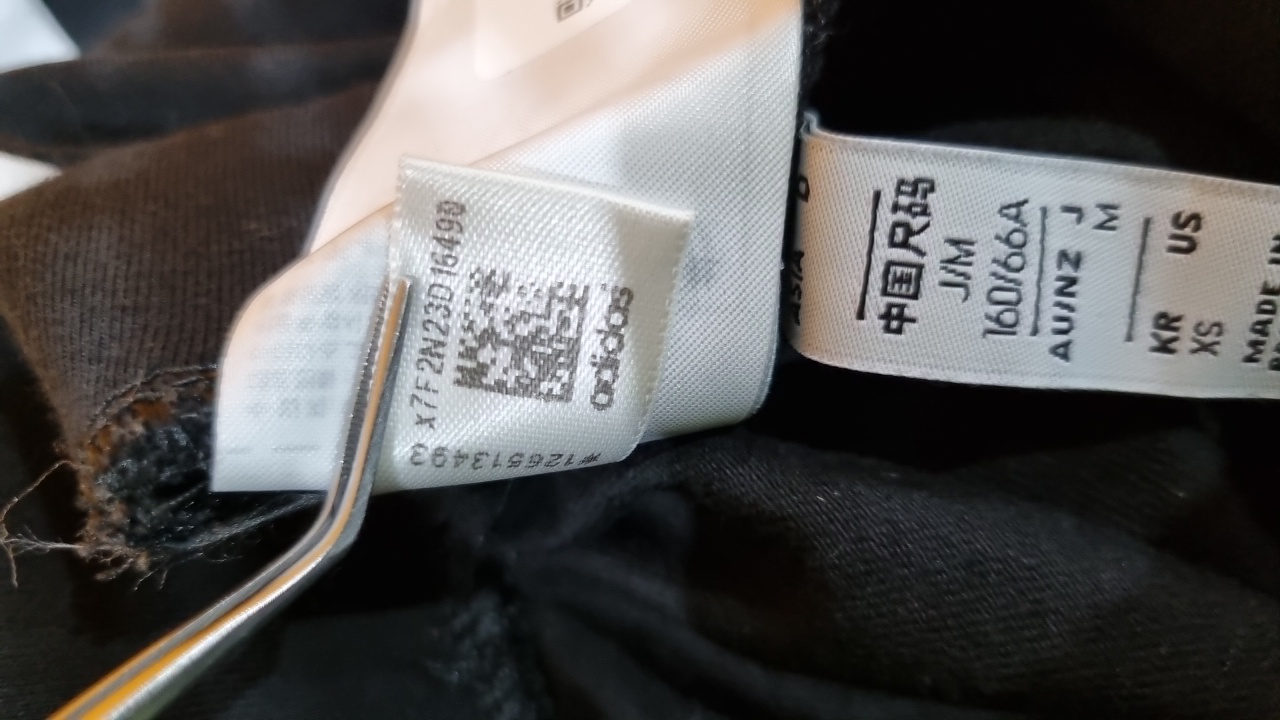 x7F2N23D16490
adidas
#12651349３
ASIA
中国尺码
J/M
160/66A
AU/NZ J
M
KR US
XS
MADE IN